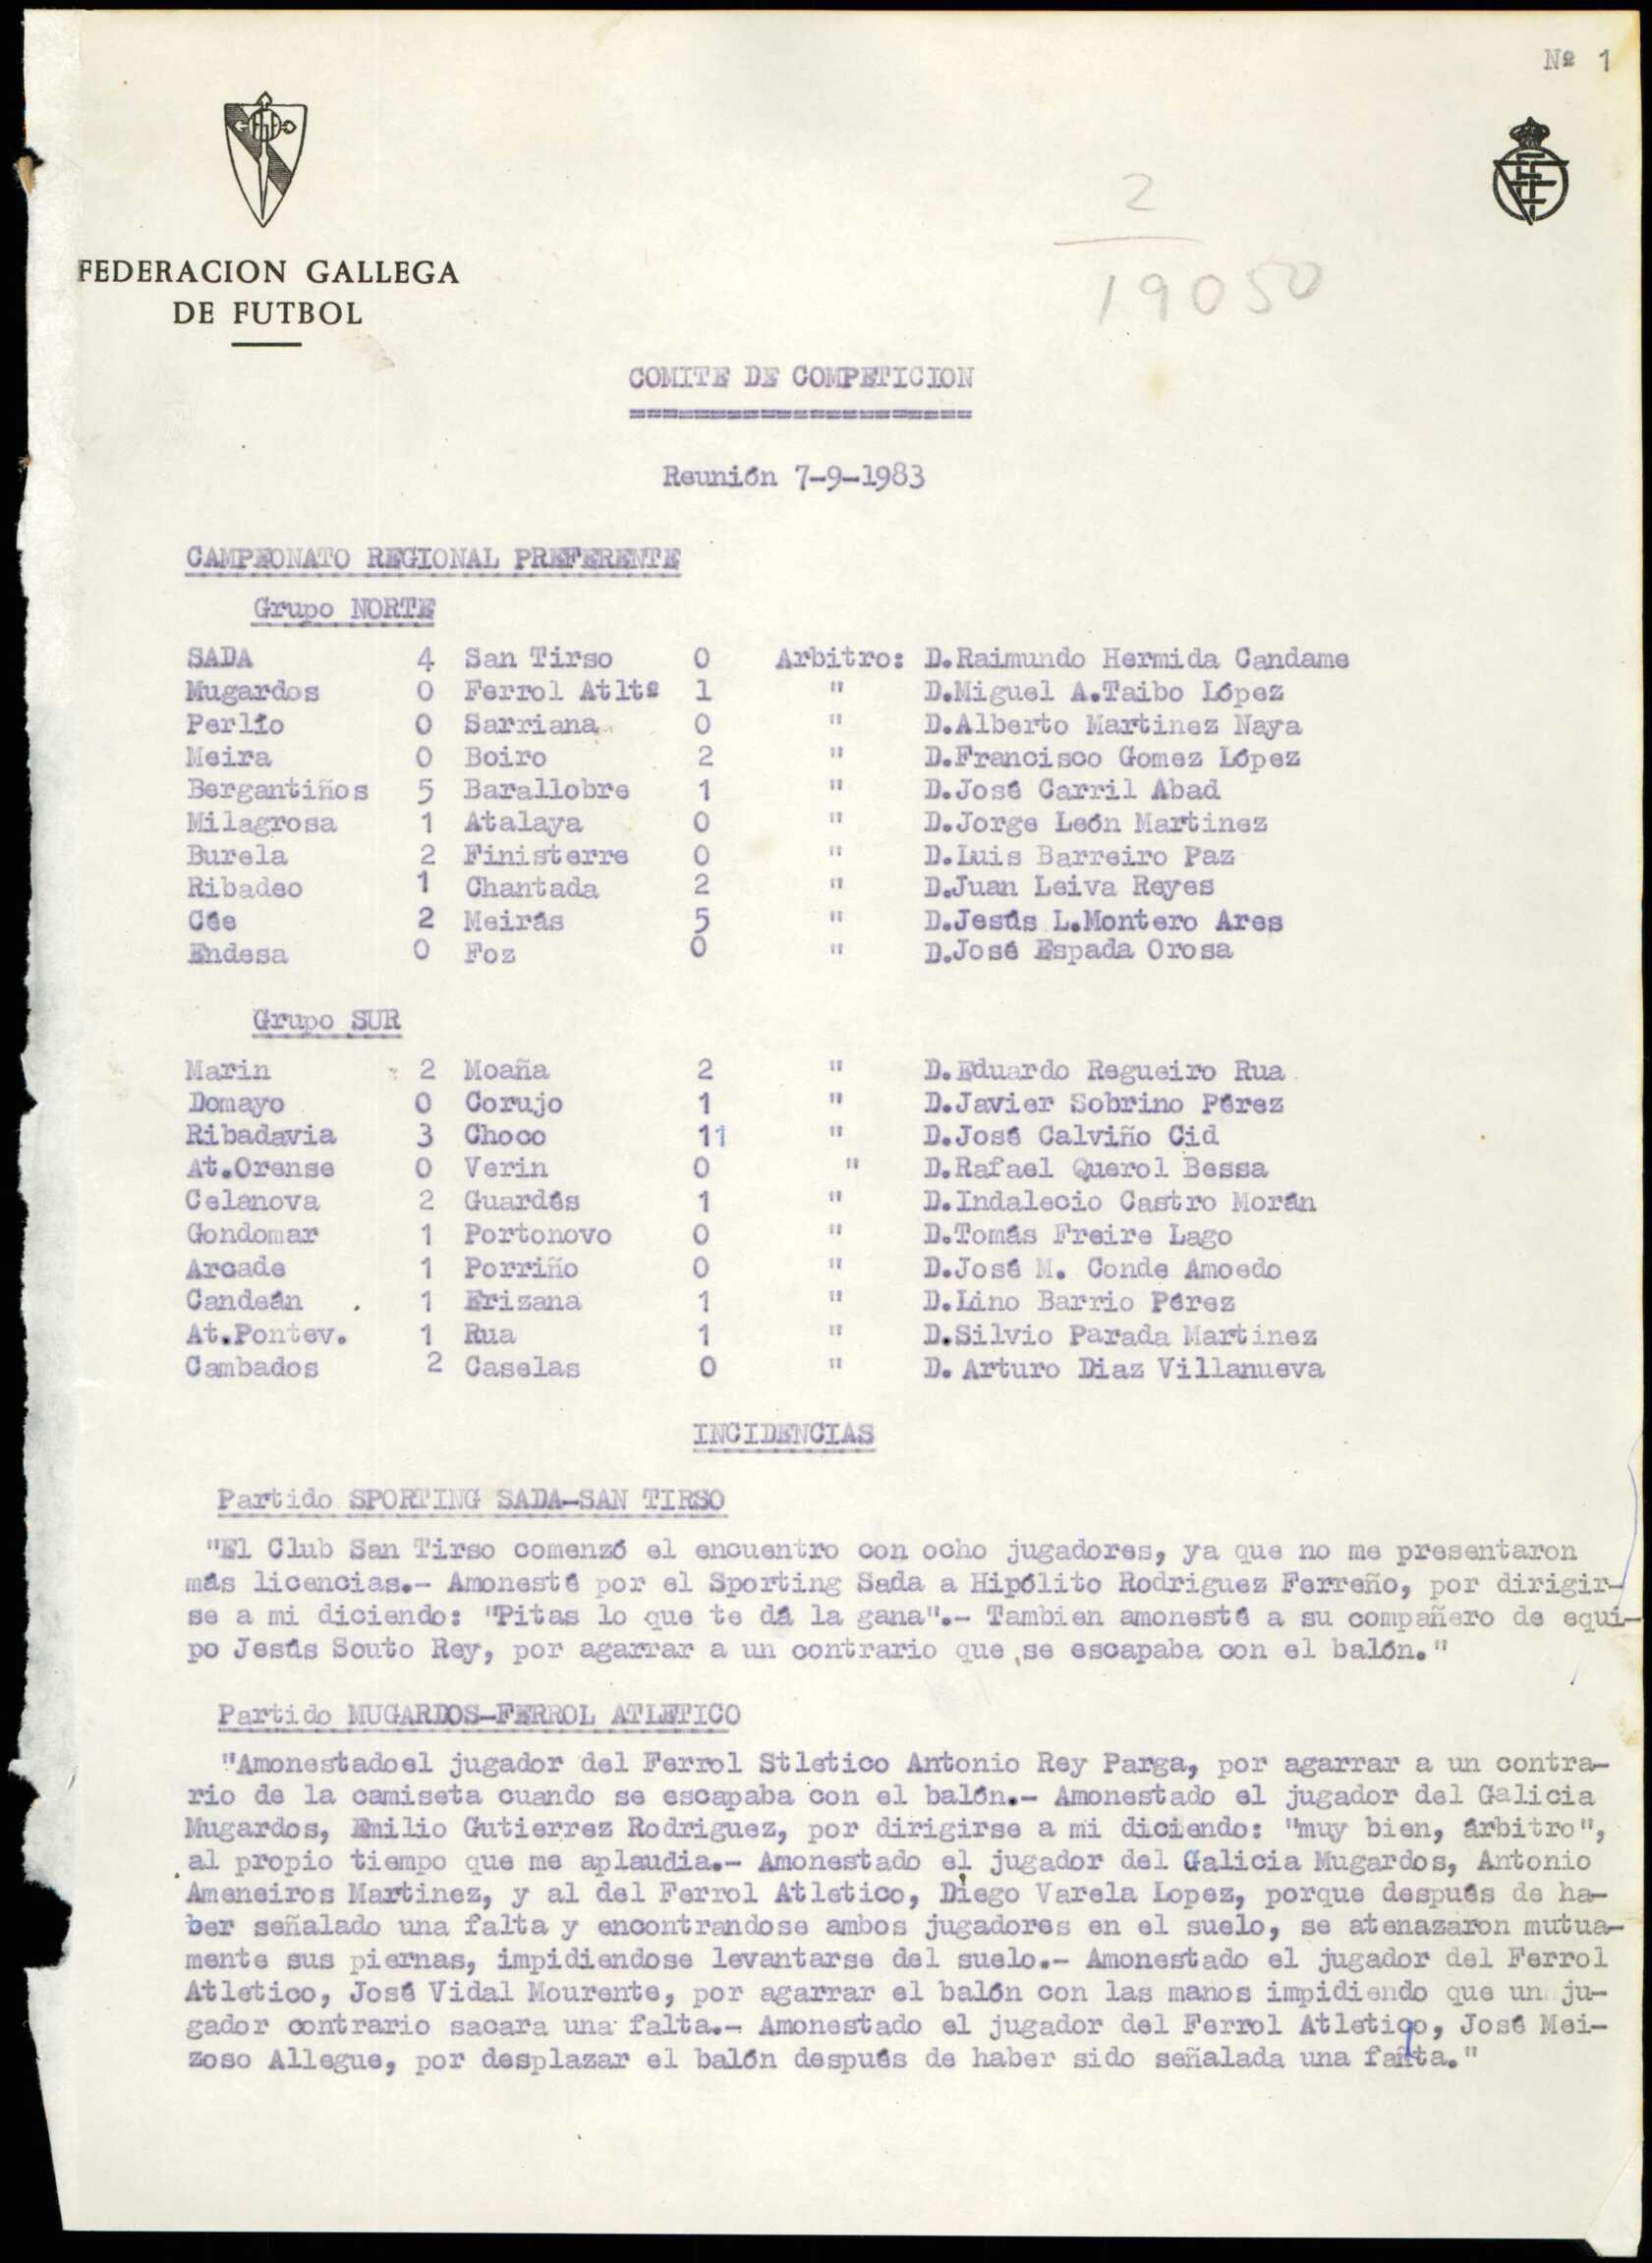 Nº 1
2
19050
FEDERACION GALLEGA
DE FUTBOL
COMITE DE COMPETICION
=====================
Reunión 7-9-1983
CAMPEONATO REGIONAL PREFERENTE
Grupo NORTE
SADA 4 San Tirso 0 Arbitro: D.Raimundo Hermida Candame
Mugardos 0 Ferrol Atltº 1 " D.Miguel A.Taibo López
Perlío 0 Sarriana 0 " D.Alberto Martinez Naya
Meira 0 Boiro 2 " D.Francisco Gomez López
Bergantiños 5 Barallobre 1 " D.José Carril Abad
Milagrosa 1 Atalaya 0 " D.Jorge León Martinez
Burela 2 Finisterre 0 " D.Luis Barreiro Paz
Ribadeo 1 Chantada 2 " D.Juan Leiva Reyes
Cée 2 Meirás 5 " D.Jesús L.Montero Ares
Endesa 0 Foz 0 " D.José Espada Orosa
Grupo SUR
Marin 2 Moaña 2 " D.Eduardo Regueiro Rua
Domayo 0 Corujo 1 " D.Javier Sobrino Pérez
Ribadavia 3 Choco 11 " D.José Calviño Cid
At.Orense 0 Verin 0 " D.Rafael Querol Bessa
Celanova 2 Guardés 1 " D.Indalecio Castro Morán
Gondomar 1 Portonovo 0 " D.Tomás Freire Lago
Arcade 1 Porriño 0 " D.José M. Conde Amoedo
Candeán 1 Erizana 1 " D.Lino Barrio Pérez
At.Pontev. 1 Rua 1 " D.Silvio Parada Martinez
Cambados 2 Caselas 0 " D. Arturo Diaz Villanueva
INCIDENCIAS
Partido SPORTING SADA-SAN TIRSO
"El Club San Tirso comenzó el encuentro con ocho jugadores, ya que no me presentaron
más licencias.- Amonesté por el Sporting Sada a Hipólito Rodriguez Ferreño, por dirigir-
se a mi diciendo: "Pitas lo que te dá la gana".- Tambien amonesté a su compañero de equi-
po Jesús Souto Rey, por agarrar a un contrario que se escapaba con el balón."
Partido MUGARDOS-FERROL ATLETICO
"Amonestadoel jugador del Ferrol Stletico Antonio Rey Parga, por agarrar a un contra-
rio de la camiseta cuando se escapaba con el balón.- Amonestado el jugador del Galicia
Mugardos, Emilio Gutierrez Rodriguez, por dirigirse a mi diciendo: "muy bien, árbitro",
al propio tiempo que me aplaudia.- Amonestado el jugador del Galicia Mugardos, Antonio
Ameneiros Martinez, y al del Ferrol Atletico, Diego Varela Lopez, porque después de ha-
ber señalado una falta y encontrandose ambos jugadores en el suelo, se atenazaron mutua-
mente sus piernas, impidiendose levantarse del suelo.- Amonestado el jugador del Ferrol
Atletico, José Vidal Mourente, por agarrar el balón con las manos impidiendo que un ju-
gador contrario sacara una falta.- Amonestado el jugador del Ferrol Atletico, José Mei-
zoso Allegue, por desplazar el balón después de haber sido señalada una falta."